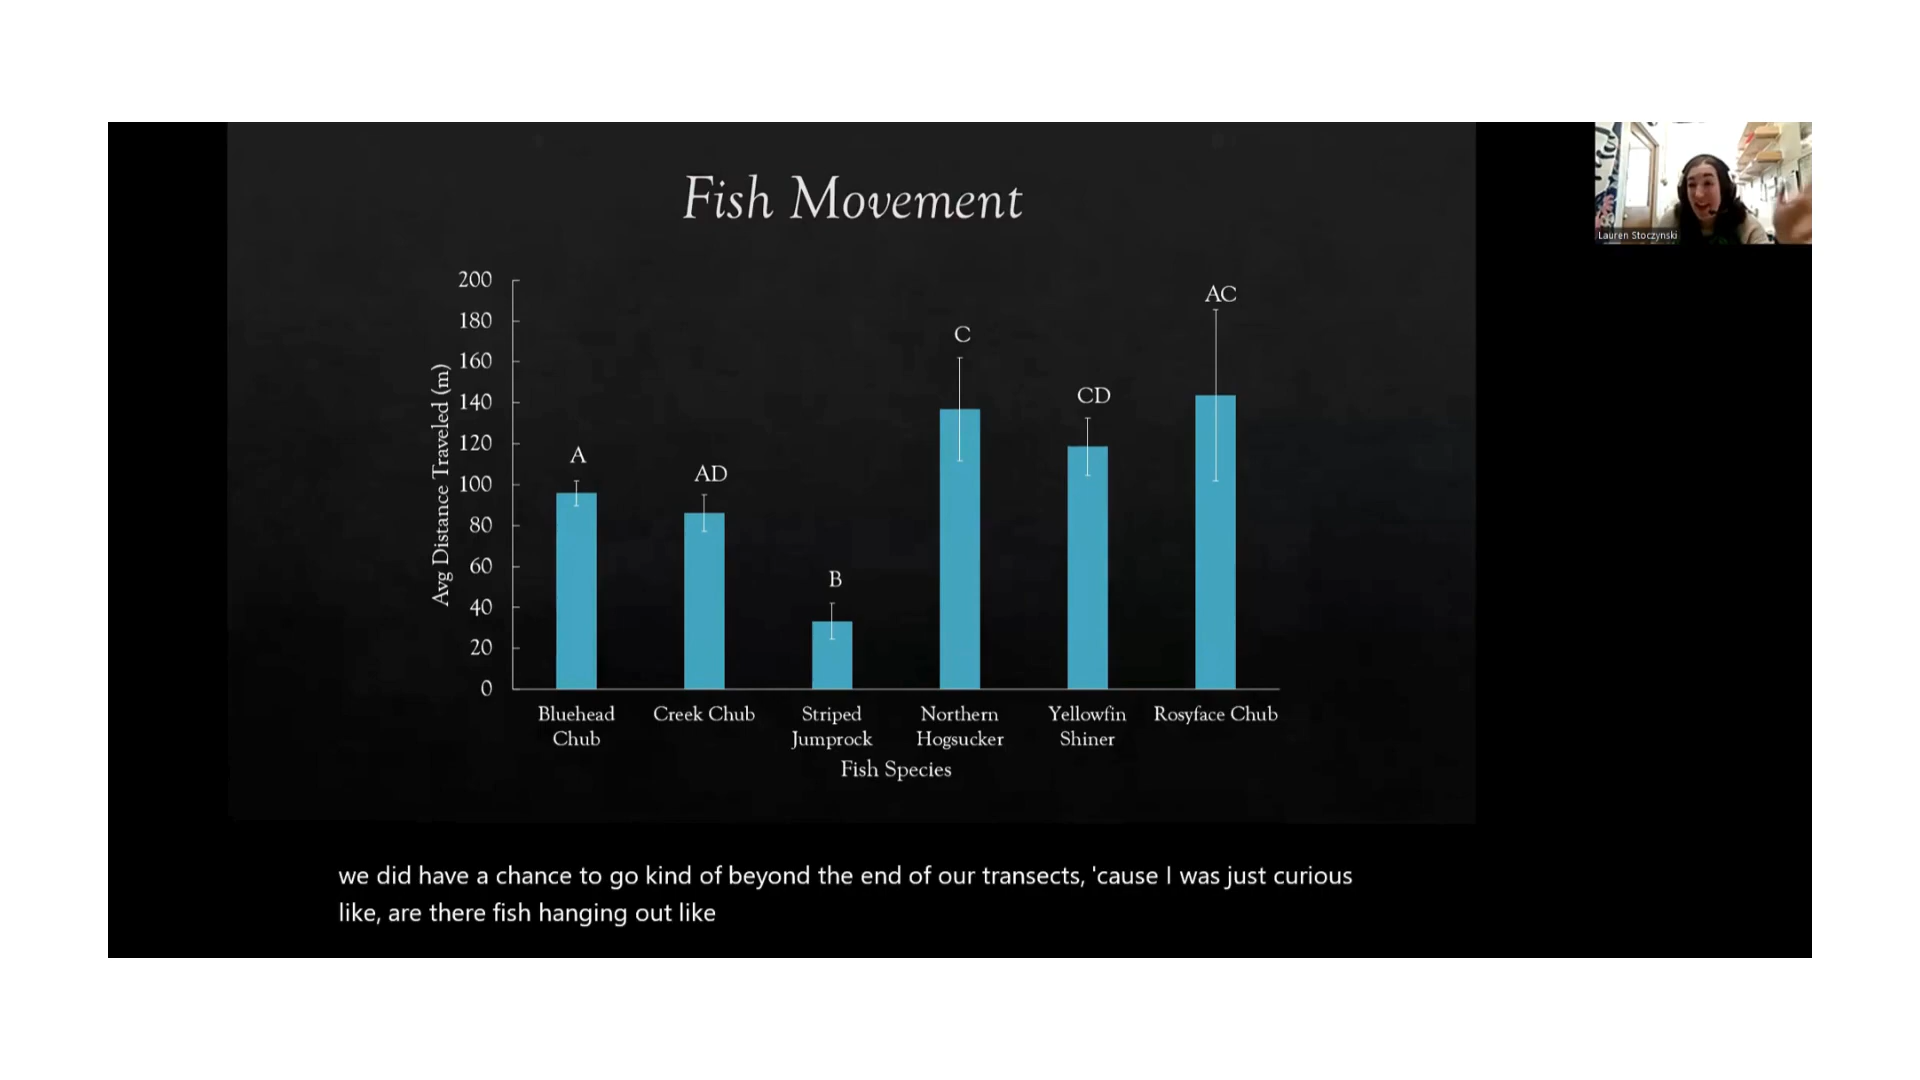 Fish Movement
Lauren Stoczynski
200
180
160
140
120
100
80
60
40
20
0
Avg Distance Traveled (m)
A
AD
B
C
CD
AC
Bluehead
Chub
Creek Chub
Striped
Jumprock
Northern
Hogsucker
Yellowfin
Shiner
Rosyface Chub
Fish Species
we did have a chance to go kind of beyond the end of our transects, 'cause I was just curious
like, are there fish hanging out like